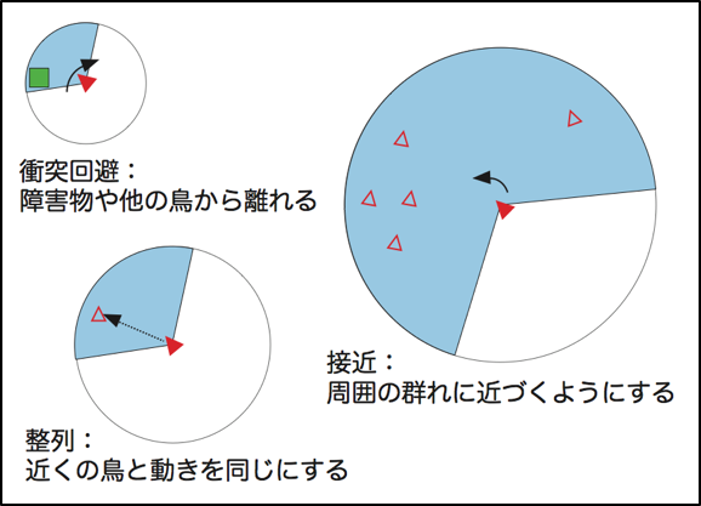 衝突回避：
障害物や他の鳥から離れる
接近：
周囲の群れに近づくようにする
整列：
近くの鳥と動きを同じにする